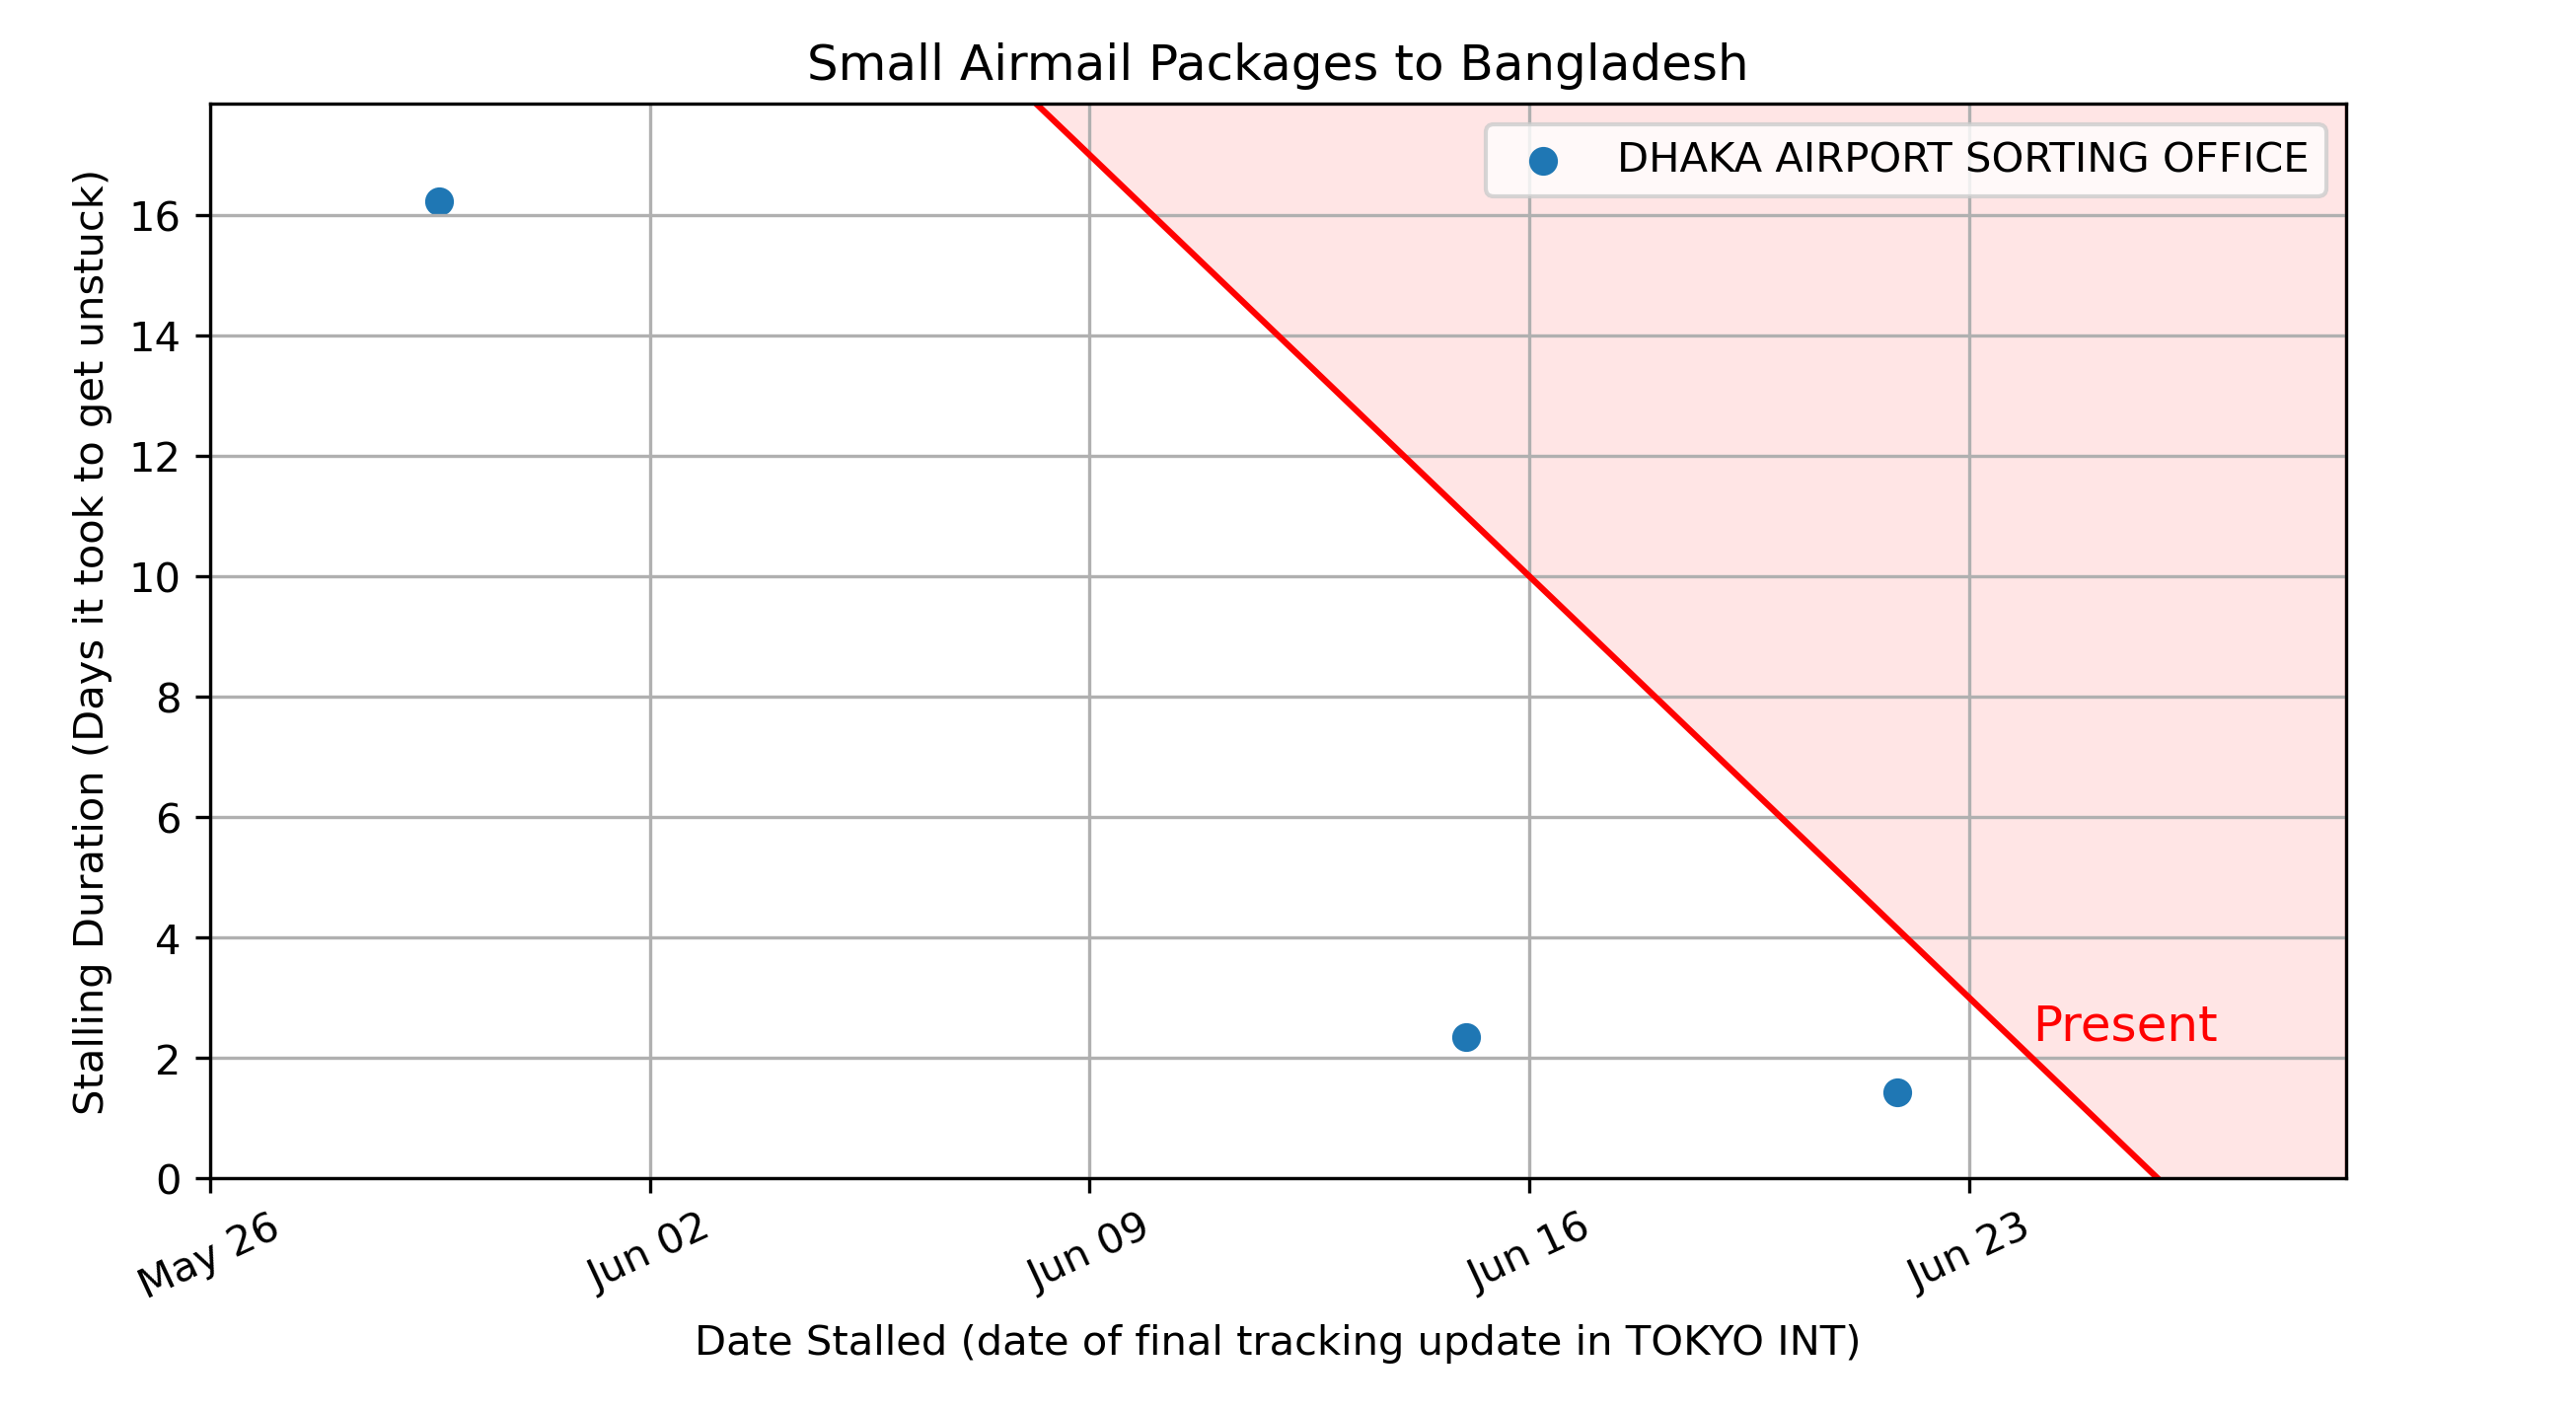 Small Airmail Packages to Bangladesh
DHAKA AIRPORT SORTING OFFICE
Stalling Duration (Days it took to get unstuck)
16
14
12
10
8
6
4
2
0
Present
May 26
Jun 02
Jun 09
Jun 16
Jun 23
Date Stalled (date of final tracking update in TOKYO INT)